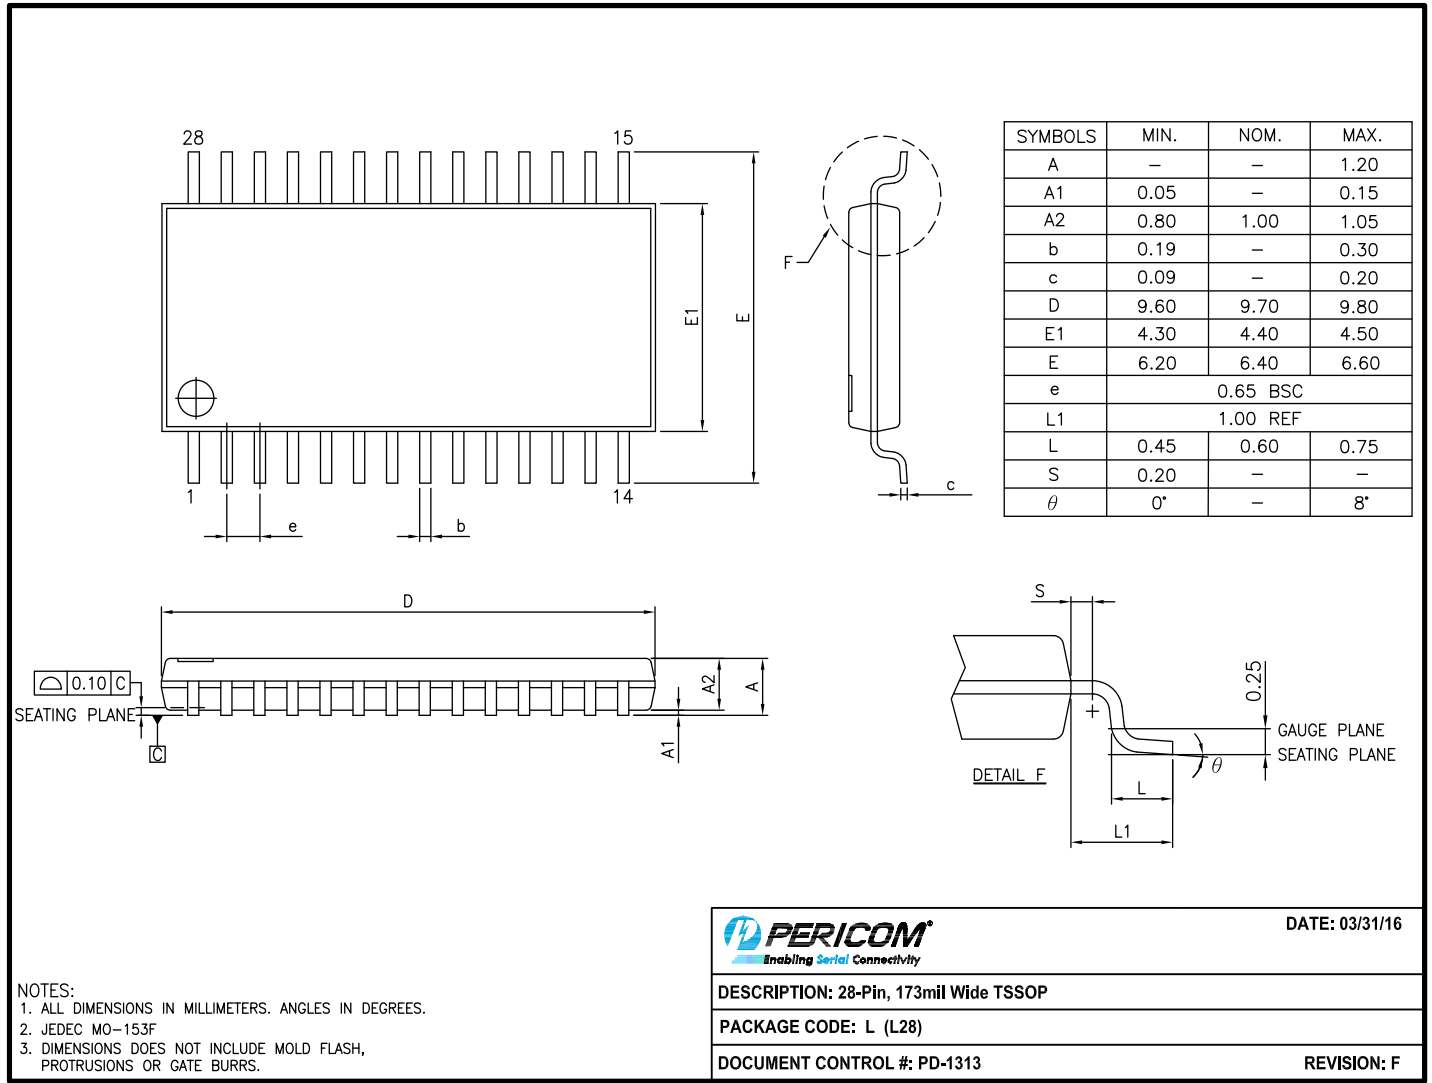 28 15
SYMBOLS MIN. NOM. MAX.
A – – 1.20
A1 0.05 – 0.15
A2 0.80 1.00 1.05
b 0.19 – 0.30
c 0.09 – 0.20
D 9.60 9.70 9.80
E1 4.30 4.40 4.50
E 6.20 6.40 6.60
e 0.65 BSC
L1 1.00 REF
L 0.45 0.60 0.75
S 0.20 – –
θ 0° – 8°
F
E1
E
1 14
e
b
c
D
0.10 C
SEATING PLANE
C
A2
A
A1
S
0.25
GAUGE PLANE
SEATING PLANE
θ
DETAIL F
L
L1
NOTES:
1. ALL DIMENSIONS IN MILLIMETERS. ANGLES IN DEGREES.
2. JEDEC MO–153F
3. DIMENSIONS DOES NOT INCLUDE MOLD FLASH,
PROTRUSIONS OR GATE BURRS.
PERICOM®
Enabling Serial Connectivity
DATE: 03/31/16
DESCRIPTION: 28-Pin, 173mil Wide TSSOP
PACKAGE CODE: L (L28)
DOCUMENT CONTROL #: PD-1313
REVISION: F